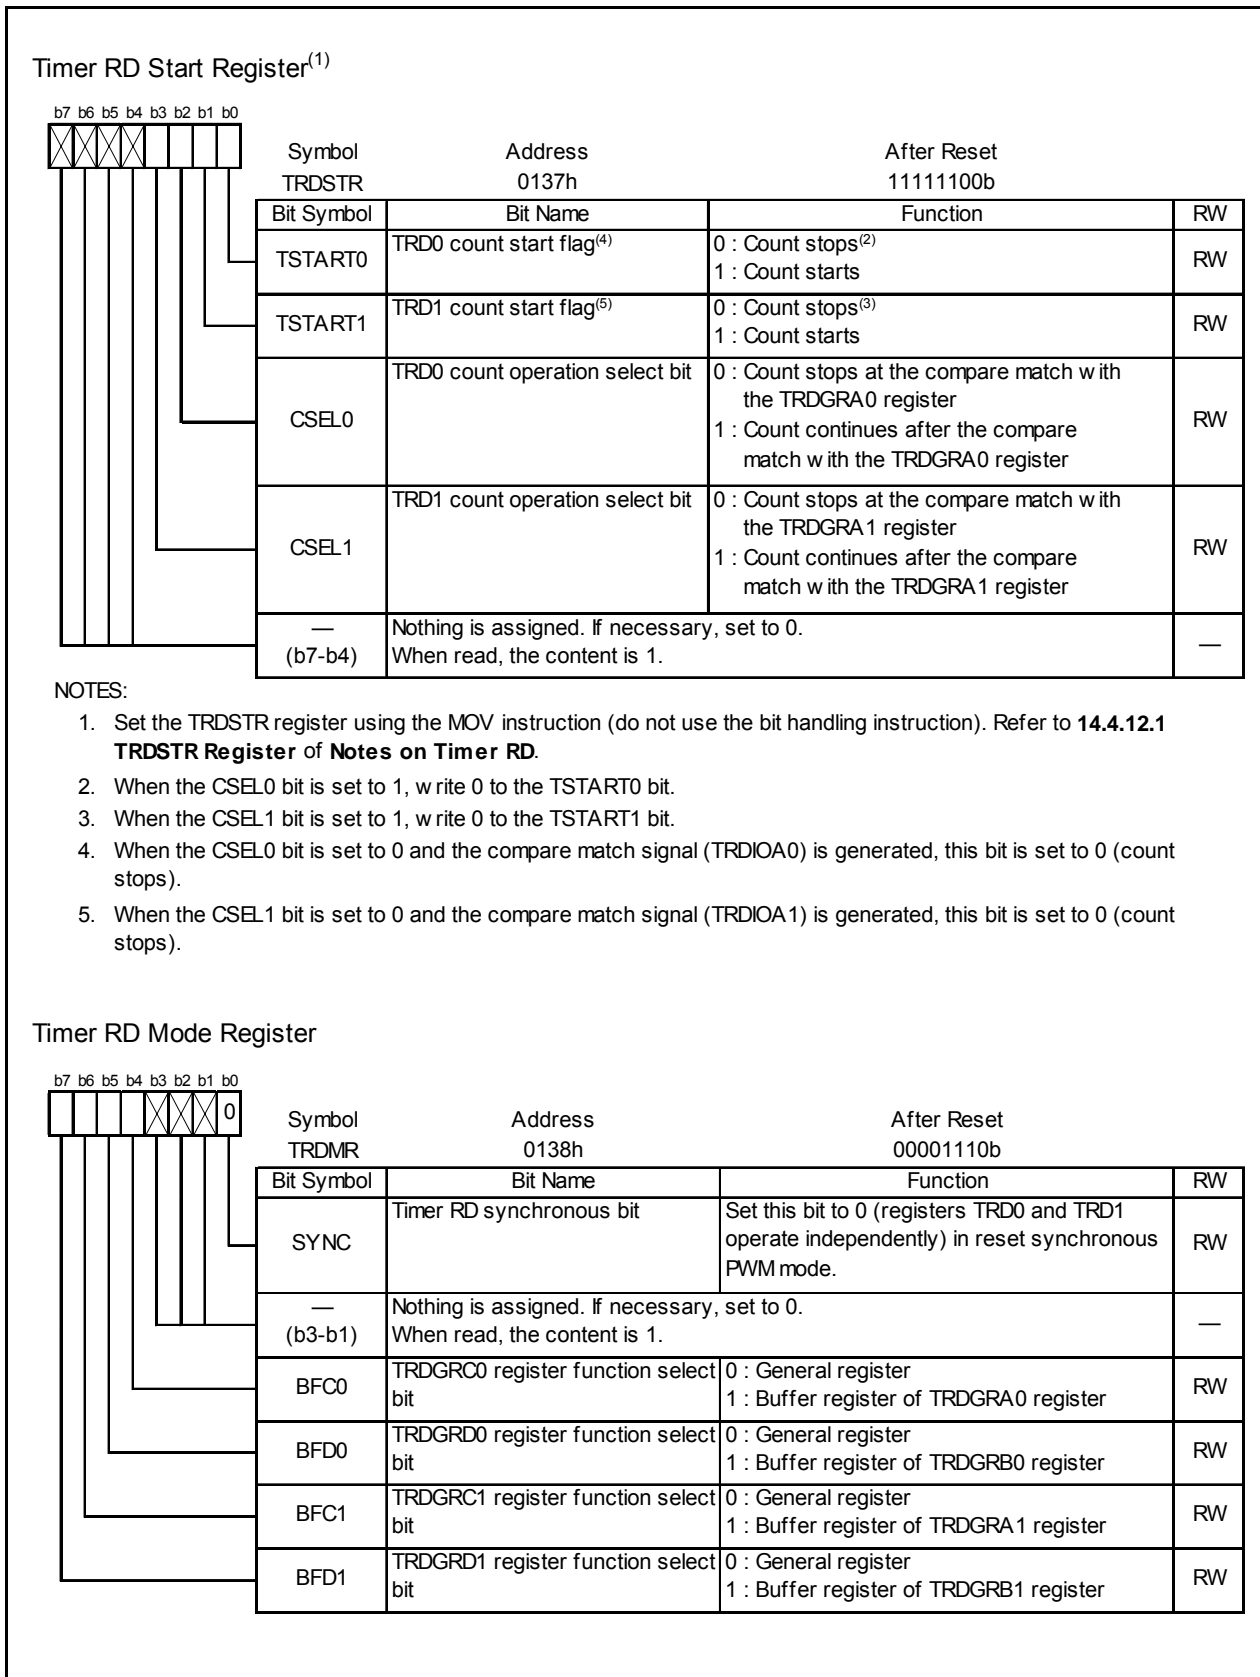 Timer RD Start Register(1)
b7 b6 b5 b4 b3 b2 b1 b0
Symbol Address After Reset
TRDSTR 0137h 11111100b
Bit Symbol Bit Name Function RW
TSTART0 TRD0 count start flag(4) 0 : Count stops(2)
1 : Count starts RW
TSTART1 TRD1 count start flag(5) 0 : Count stops(3)
1 : Count starts RW
CSEL0 TRD0 count operation select bit 0 : Count stops at the compare match with
the TRDGRA0 register
1 : Count continues after the compare
match with the TRDGRA0 register RW
CSEL1 TRD1 count operation select bit 0 : Count stops at the compare match with
the TRDGRA1 register
1 : Count continues after the compare
match with the TRDGRA1 register RW
— Nothing is assigned. If necessary, set to 0.
(b7-b4) When read, the content is 1. —
NOTES:
1. Set the TRDSTR register using the MOV instruction (do not use the bit handling instruction). Refer to 14.4.12.1
TRDSTR Register of Notes on Timer RD.
2. When the CSEL0 bit is set to 1, write 0 to the TSTART0 bit.
3. When the CSEL1 bit is set to 1, write 0 to the TSTART1 bit.
4. When the CSEL0 bit is set to 0 and the compare match signal (TRDIOA0) is generated, this bit is set to 0 (count
stops).
5. When the CSEL1 bit is set to 0 and the compare match signal (TRDIOA1) is generated, this bit is set to 0 (count
stops).
Timer RD Mode Register
b7 b6 b5 b4 b3 b2 b1 b0
0
Symbol Address After Reset
TRDMR 0138h 00001110b
Bit Symbol Bit Name Function RW
SYNC Timer RD synchronous bit Set this bit to 0 (registers TRD0 and TRD1
operate independently) in reset synchronous
PWM mode. RW
— Nothing is assigned. If necessary, set to 0.
(b3-b1) When read, the content is 1. —
BFC0 TRDGRC0 register function select 0 : General register
bit 1 : Buffer register of TRDGRA0 register RW
BFD0 TRDGRD0 register function select 0 : General register
bit 1 : Buffer register of TRDGRB0 register RW
BFC1 TRDGRC1 register function select 0 : General register
bit 1 : Buffer register of TRDGRA1 register RW
BFD1 TRDGRD1 register function select 0 : General register
bit 1 : Buffer register of TRDGRB1 register RW